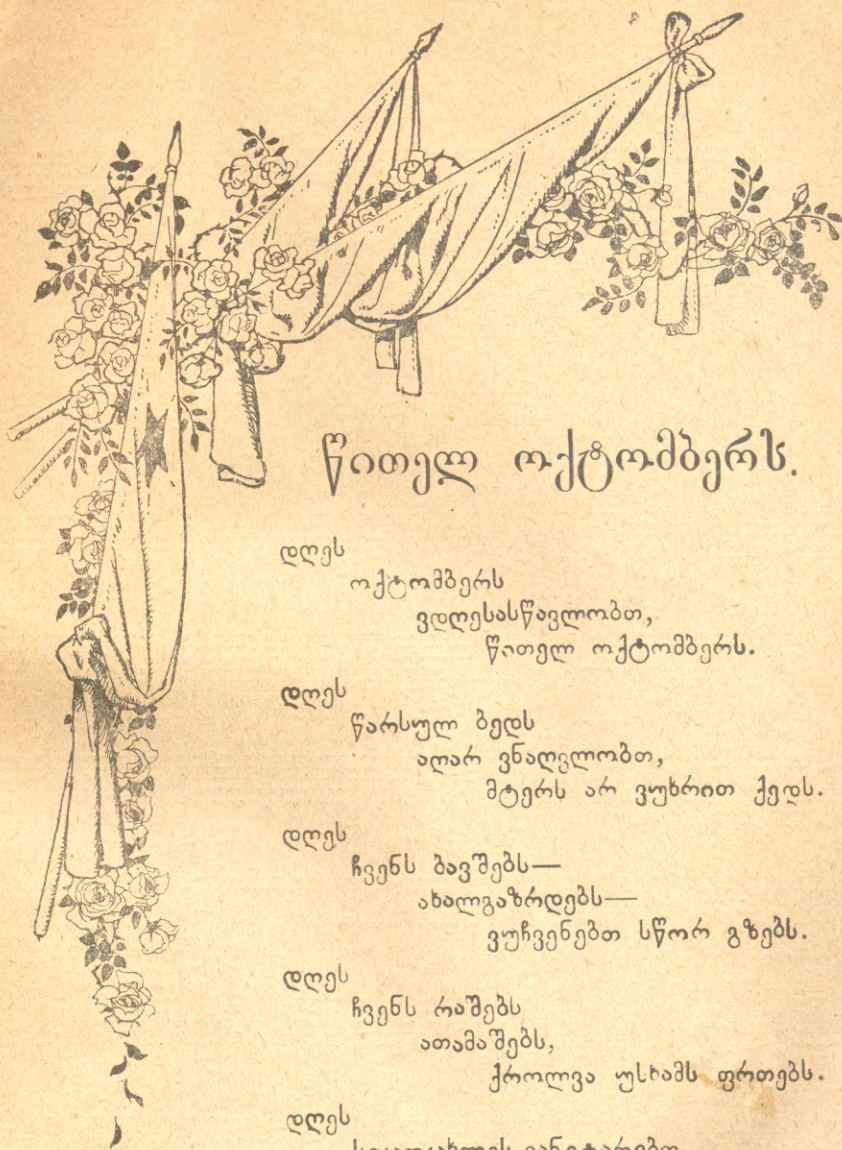 წითელ ოქტომბერს.
დღეს
ოქტომბერს
ვდღესასწავლობთ,
წითელ ოქტომბერს.
დღეს
წარსულ ბედს
აღარ ვნაღვლობთ,
მტერს არ ვუხრით ქედს.
დღეს
ჩვენს ბავშებს—
ახალგაზრდებს—
ვუჩვენებთ სწორ გზებს.
დღეს
ჩვენს რაშებს
ათამაშებს,
ქროლვა უსხამს ფრთებს.
დღეს